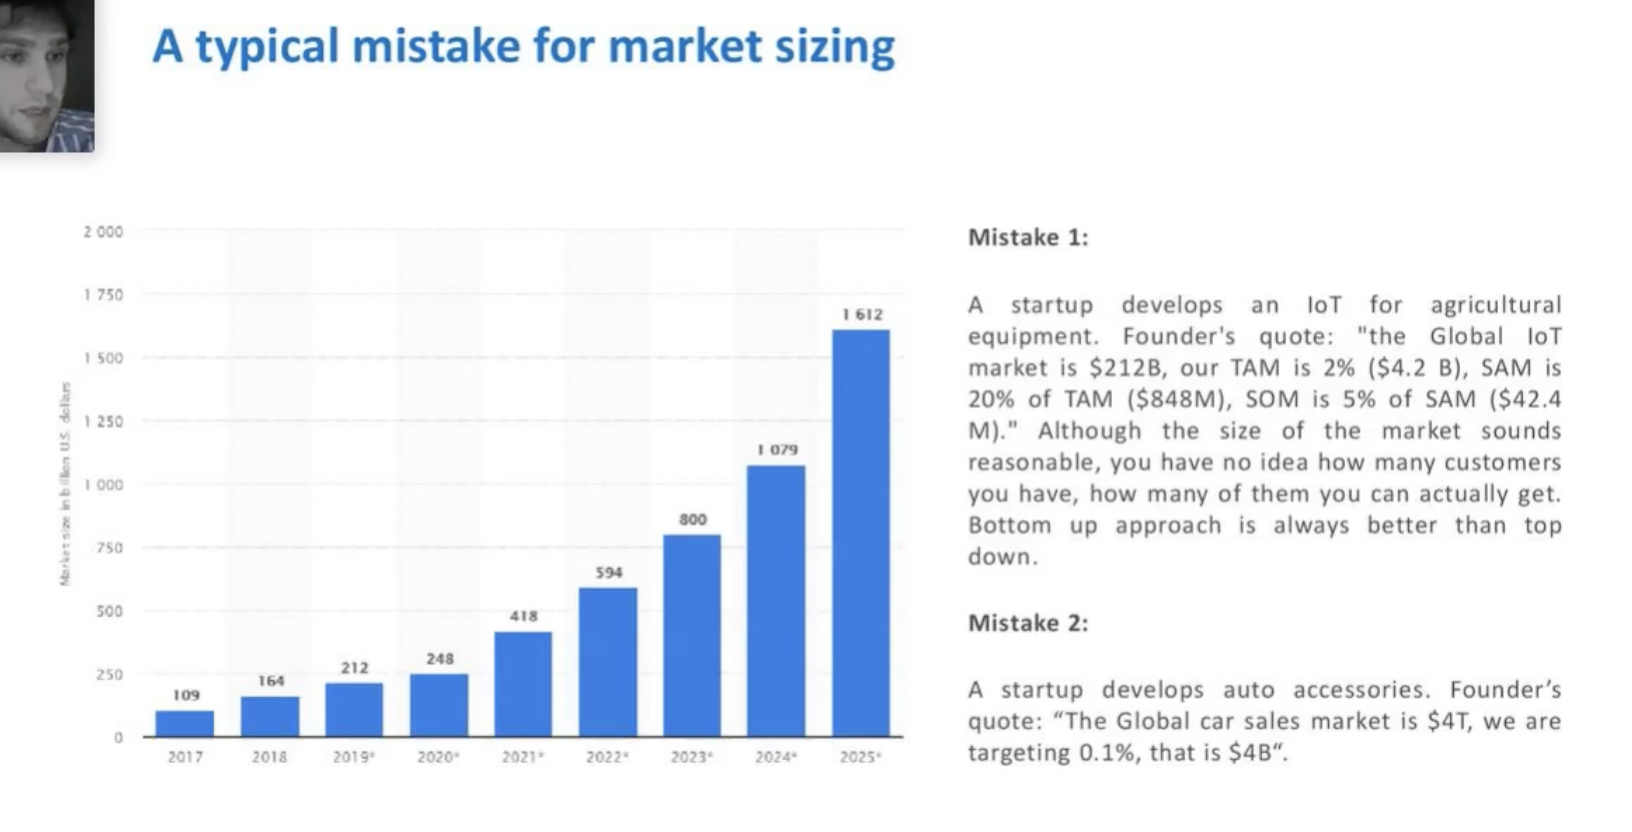 A typical mistake for market sizing
Market size in billion U.S. dollars
2 000
1 750
1 500
1 250
1 000
750
500
250
0
109
164
212
248
418
594
800
1 079
1 612
2017
2018
2019*
2020*
2021*
2022*
2023*
2024*
2025*
Mistake 1:
A startup develops an IoT for agricultural
equipment. Founder's quote: "the Global IoT
market is $212B, our TAM is 2% ($4.2 B), SAM is
20% of TAM ($848M), SOM is 5% of SAM ($42.4
M)." Although the size of the market sounds
reasonable, you have no idea how many customers
you have, how many of them you can actually get.
Bottom up approach is always better than top
down.
Mistake 2:
A startup develops auto accessories. Founder’s
quote: “The Global car sales market is $4T, we are
targeting 0.1%, that is $4B“.